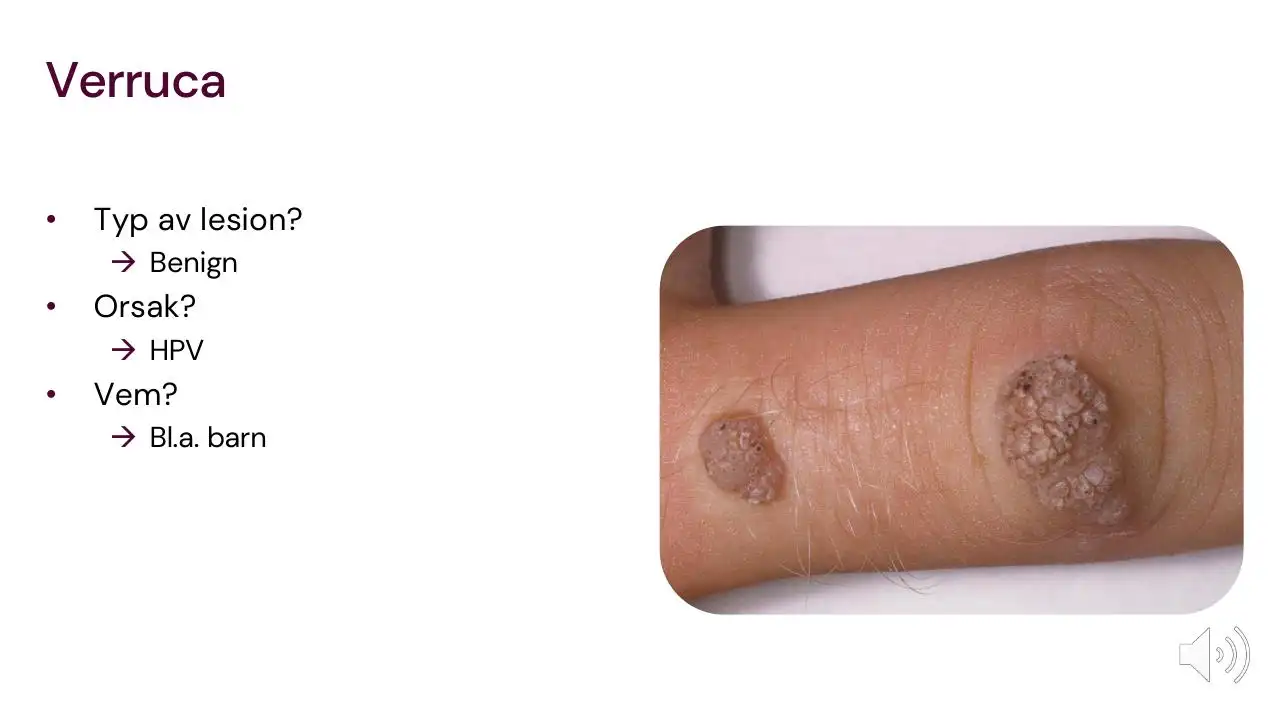 Verruca
• Typ av lesion?
→ Benign
• Orsak?
→ HPV
• Vem?
→ Bl.a. barn